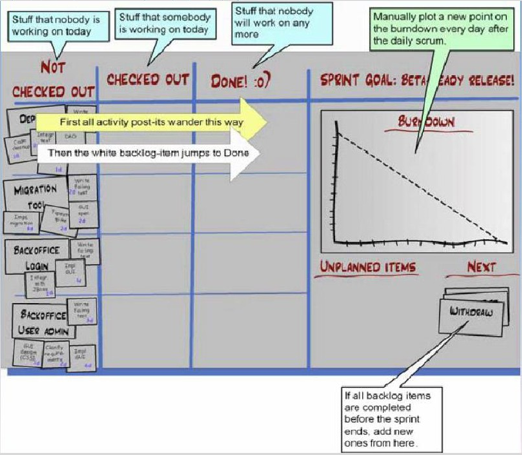 Stuff that nobody is
working on today
Stuff that somebody
is working on today
Stuff that nobody
will work on any
more
Manually plot a new point on
the burndown every day after
the daily scrum.
NOT
CHECKED OUT
CHECKED OUT
DONE! :o)
SPRINT GOAL: BETA-READY RELEASE!
First all activity post-its wander this way
Then the white backlog-item jumps to Done
BURNDOWN
MIGRATION
TOOL
BACKOFFICE
LOGIN
BACKOFFICE
USER ADMIN
UNPLANNED ITEMS
NEXT
WITHDRAW
If all backlog items
are completed
before the sprint
ends, add new
ones from here.